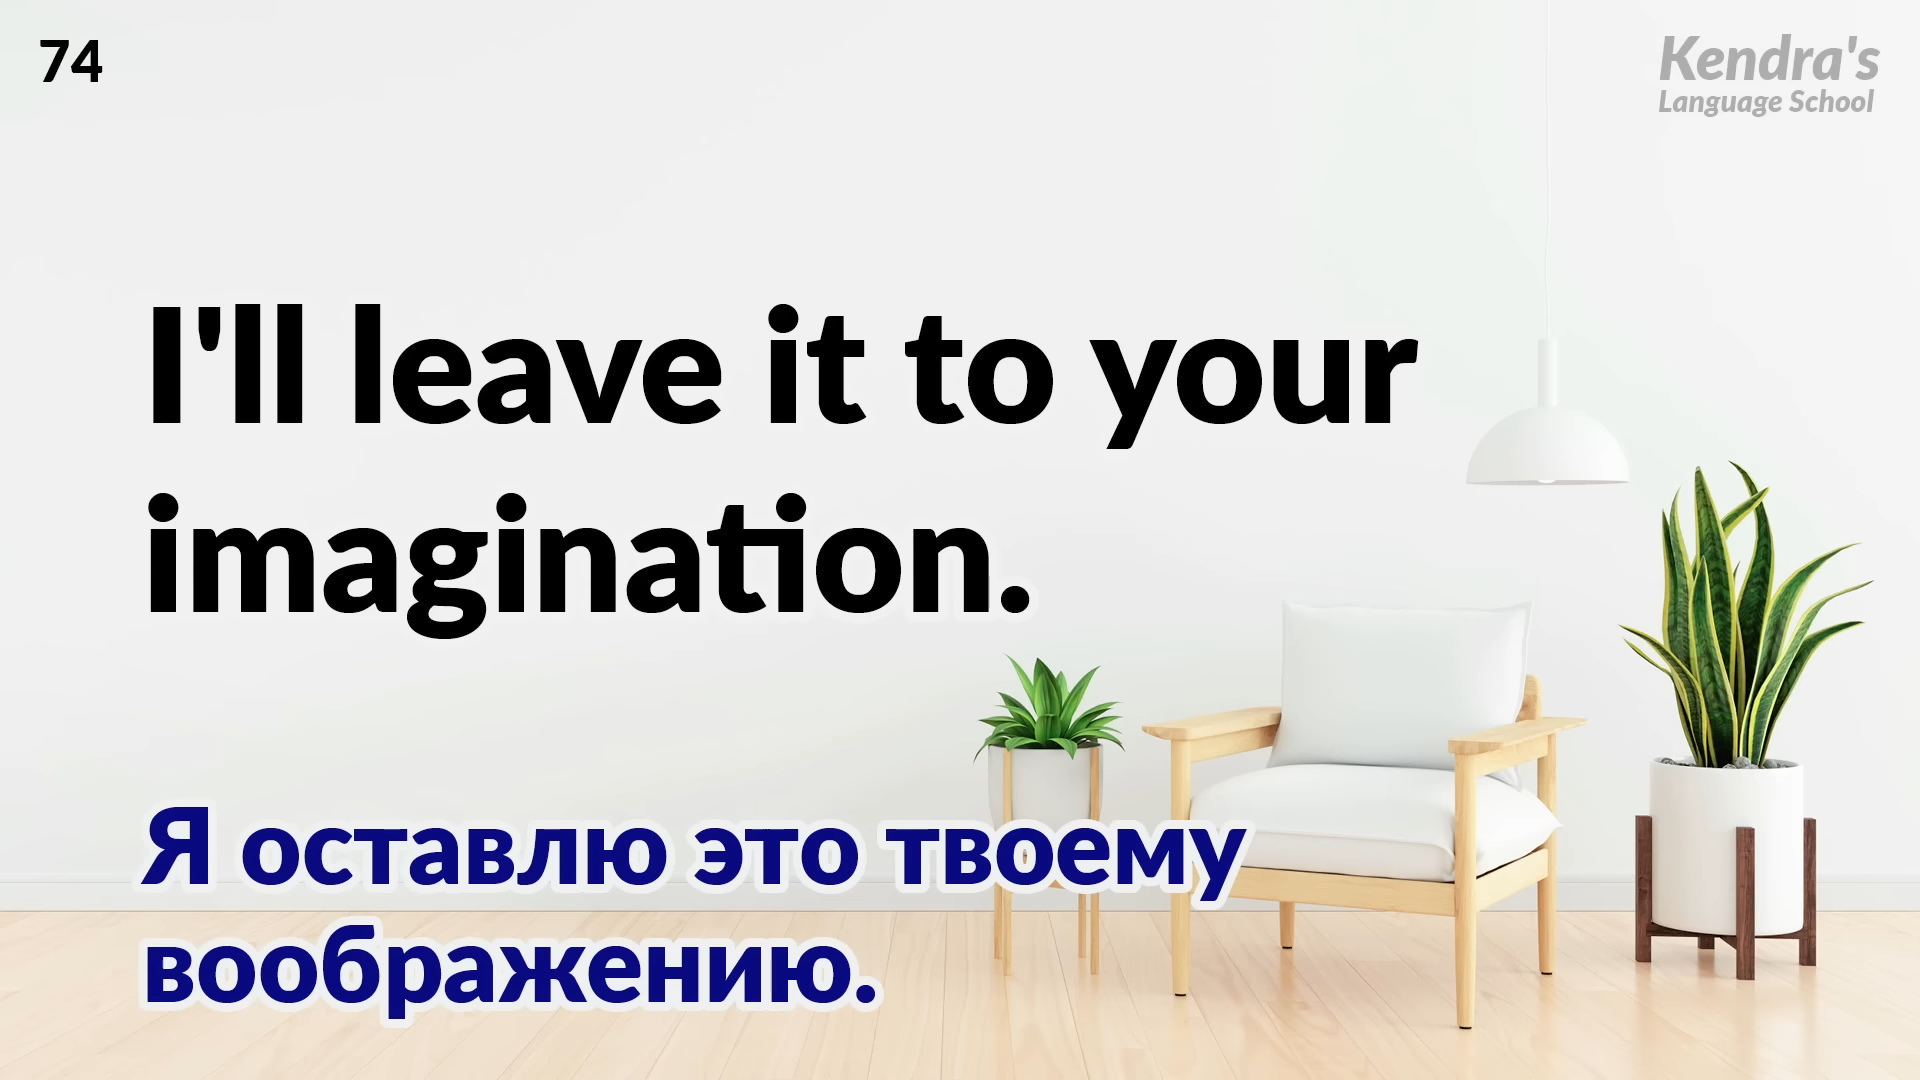 74
Kendra's
Language School
I'll leave it to your
imagination.
Я оставлю это твоему
воображению.